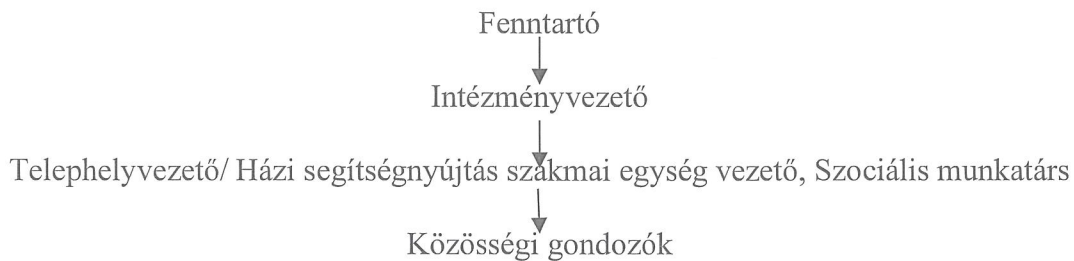 Fenntartó
Intézményvezető
Telephelyvezető/ Házi segítségnyújtás szakmai egység vezető, Szociális munkatárs
Közösségi gondozók